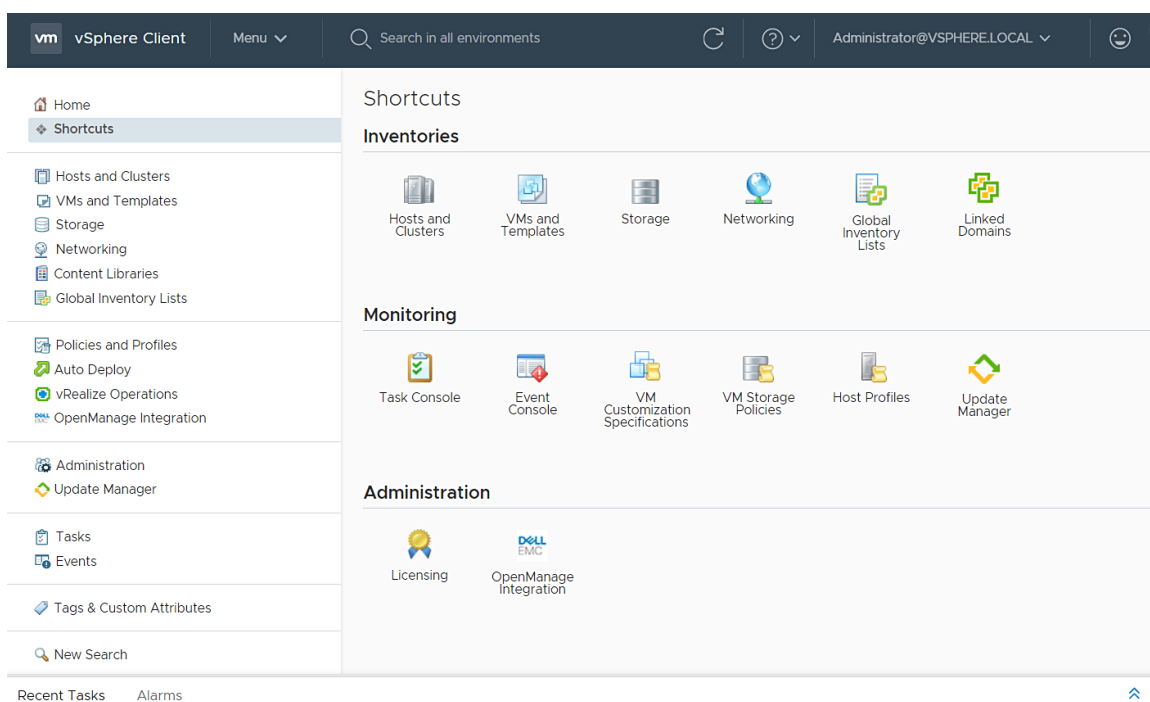 vm vSphere Client Menu Search in all environments ? Administrator@VSPHERE.LOCAL
Home
Shortcuts
Hosts and Clusters
VMs and Templates
Storage
Networking
Content Libraries
Global Inventory Lists
Policies and Profiles
Auto Deploy
vRealize Operations
DELL EMC OpenManage Integration
Administration
Update Manager
Tasks
Events
Tags & Custom Attributes
New Search
Shortcuts
Inventories
Hosts and
Clusters
VMs and
Templates
Storage
Networking
Global
Inventory
Lists
Linked
Domains
Monitoring
Task Console
Event
Console
VM
Customization
Specifications
VM Storage
Policies
Host Profiles
Update
Manager
Administration
Licensing
DELL
EMC
OpenManage
Integration
Recent Tasks Alarms